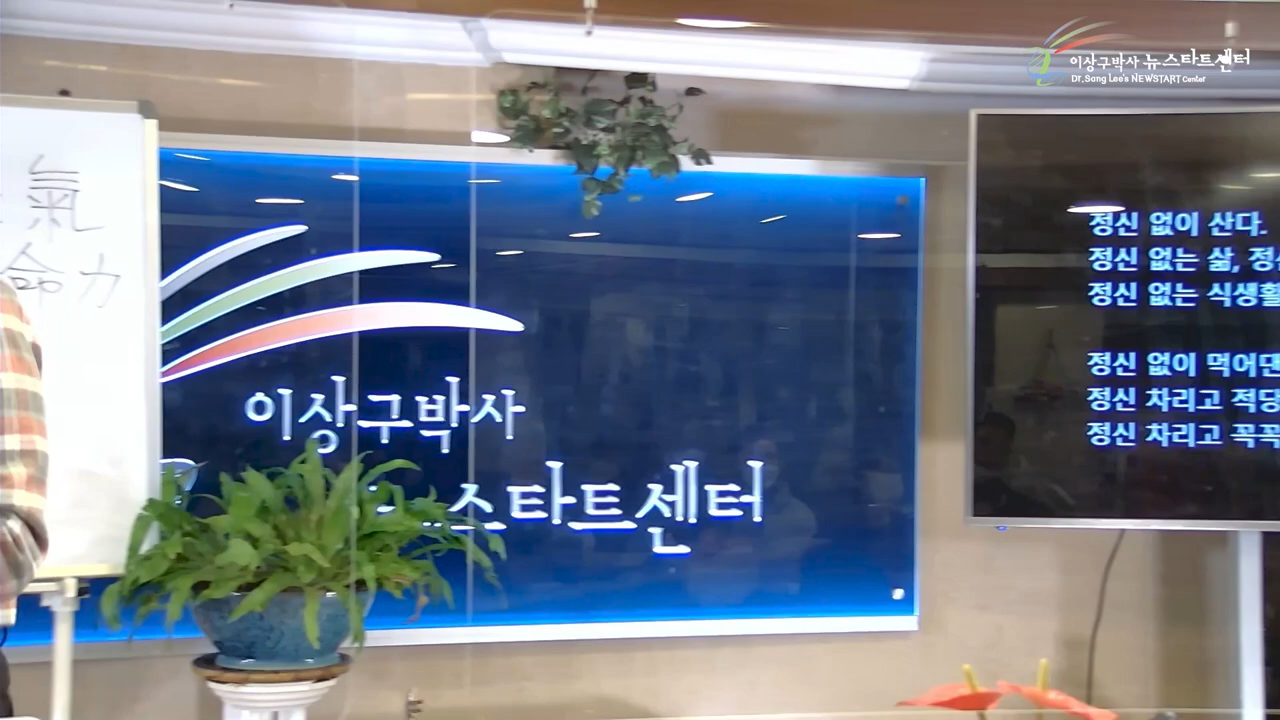 이상구박사 뉴스타트센터
Dr. Sang Lee's NEWSTART Center
氣
命力
이상구박사
스타트센터
정신 없이 산다.
정신 없는 삶,
정신 없는 식생활
정신 없이 먹어댄
정신 차리고 적당
정신 차리고 꼭꼭